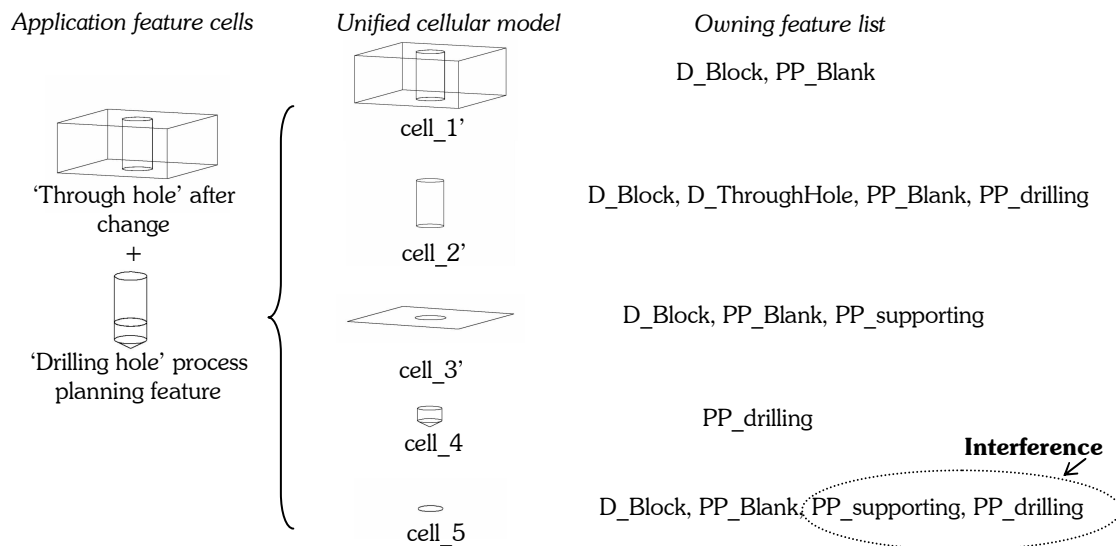 Application feature cells
Unified cellular model
Owning feature list
D_Block, PP_Blank
cell_1’
‘Through hole’ after
change
+
D_Block, D_ThroughHole, PP_Blank, PP_drilling
cell_2’
D_Block, PP_Blank, PP_supporting
‘Drilling hole’ process
planning feature
cell_3’
PP_drilling
cell_4
Interference
D_Block, PP_Blank, PP_supporting, PP_drilling
cell_5